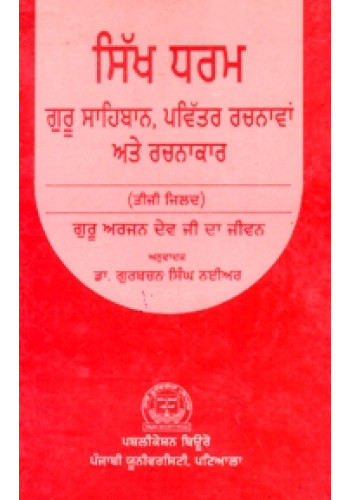 ਸਿੱਖ ਧਰਮ
ਗੁਰੂ ਸਾਹਿਬਾਨ, ਪਵਿੱਤਰ ਰਚਨਾਵਾਂ
ਅਤੇ ਰਚਨਾਕਾਰ
(ਤੀਜੀ ਜਿਲਦ)
ਗੁਰੂ ਅਰਜਨ ਦੇਵ ਜੀ ਦਾ ਜੀਵਨ
ਅਨੁਵਾਦਕ
ਡਾ. ਗੁਰਬਚਨ ਸਿੰਘ ਨਈਅਰ
ਪਬਲੀਕੇਸ਼ਨ ਬਿਊਰੋ
ਪੰਜਾਬੀ ਯੂਨੀਵਰਸਿਟੀ, ਪਟਿਆਲਾ